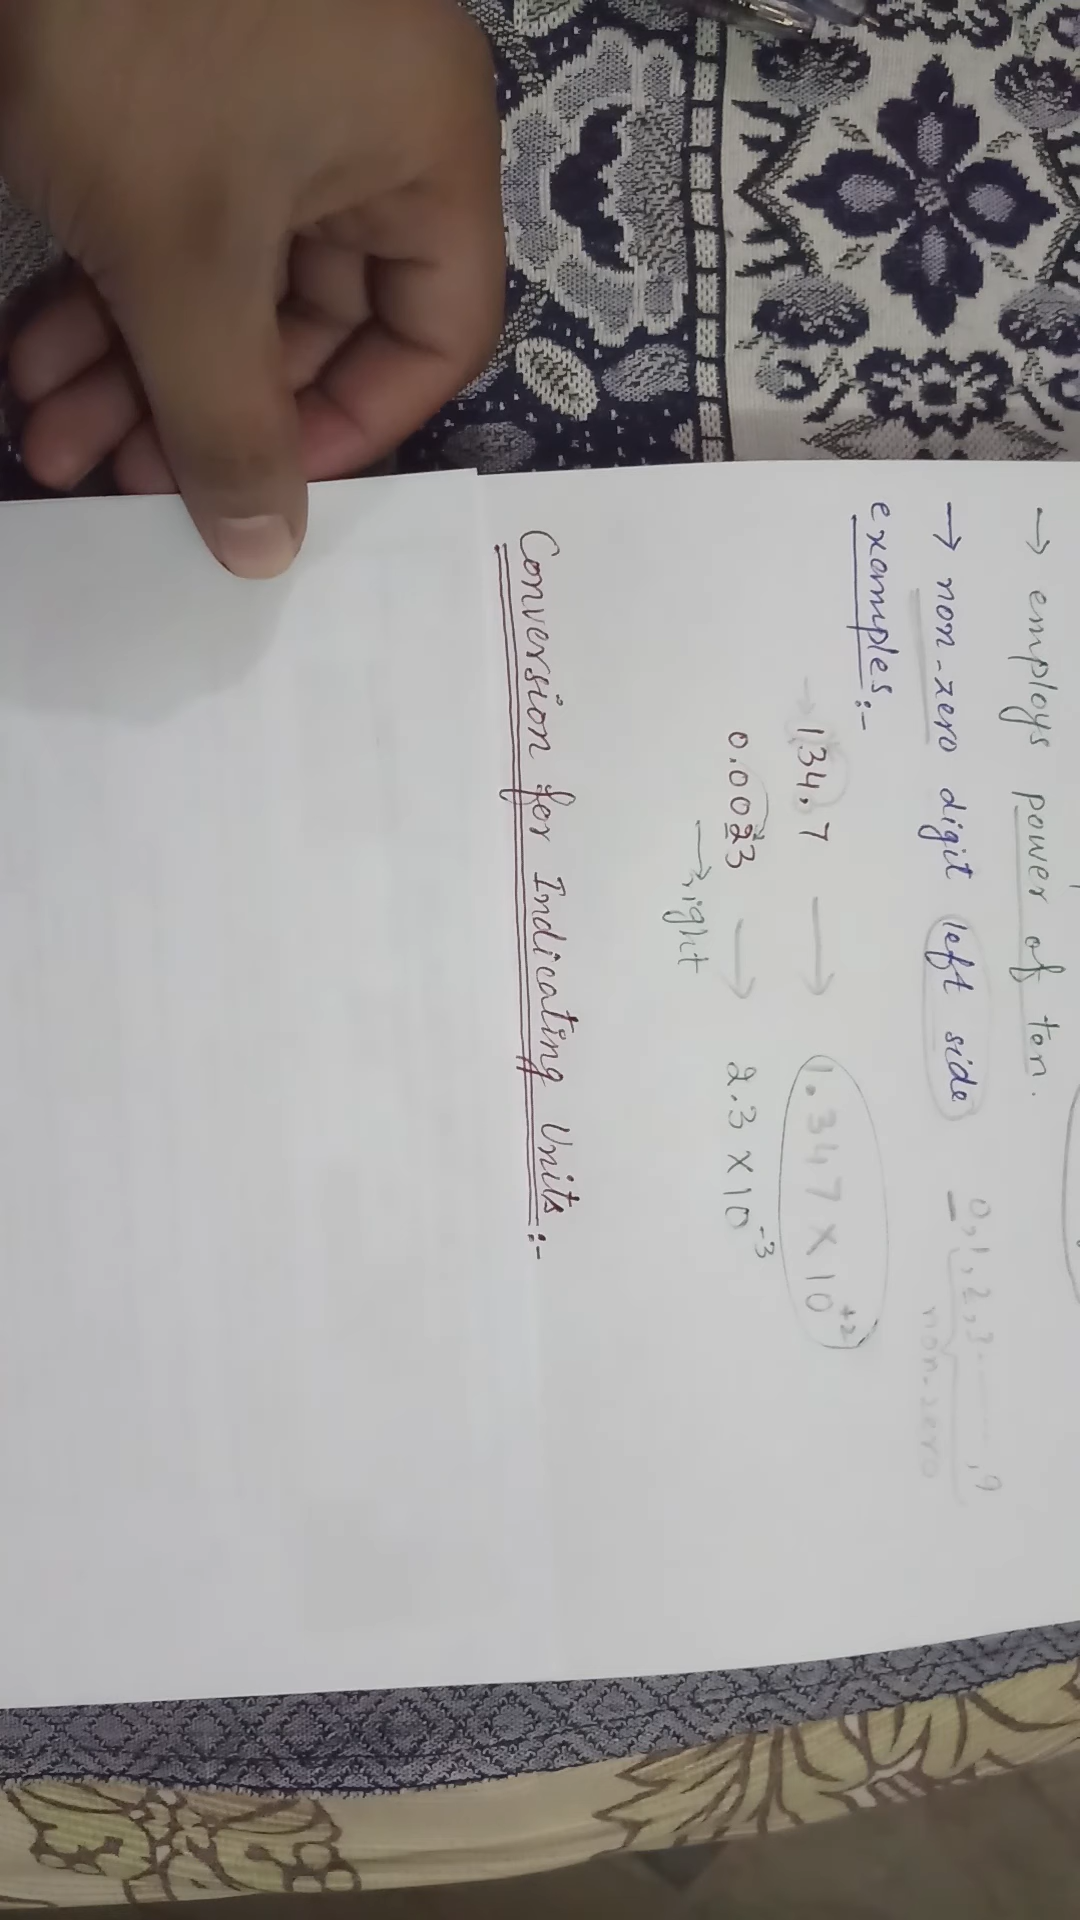 → employs power of ten.
→ non-zero digit left side 0,1,2,3------,9
non-zero
examples:-
134.7 → 1.347 × 10⁺²
0.0023 → 2.3 × 10⁻³
→ right
Conversion for Indicating Units:-